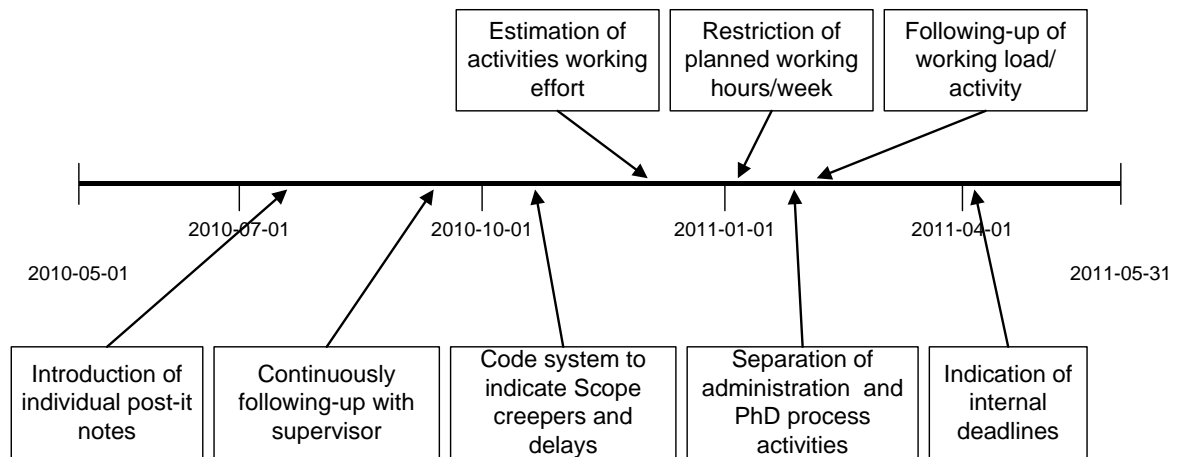 Estimation of
activities working
effort
Restriction of
planned working
hours/week
Following-up of
working load/
activity
2010-07-01
2010-10-01
2011-01-01
2011-04-01
2010-05-01
2011-05-31
Introduction of
individual post-it
notes
Continuously
following-up with
supervisor
Code system to
indicate Scope
creepers and
delays
Separation of
administration and
PhD process
activities
Indication of
internal
deadlines